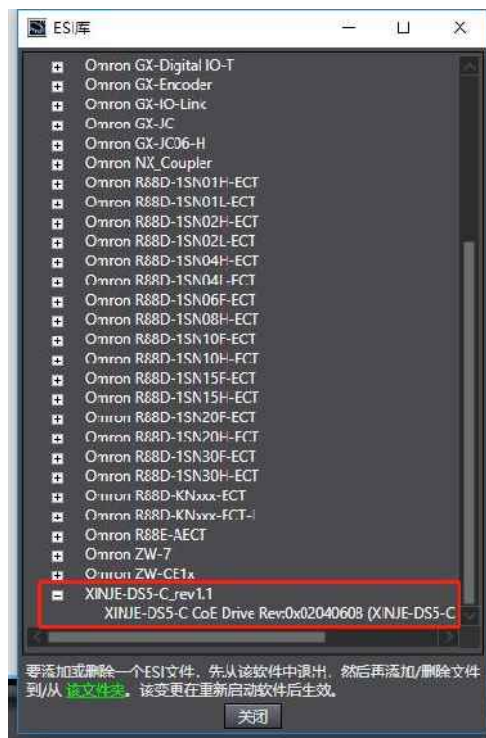 ESI库
Omron GX-Digital IO-T
Omron GX-Encoder
Omron GX-IO-Link
Omron GX-JC
Omron GX-JC06-H
Omron NX_Coupler
Omron R88D-1SN01H-ECT
Omron R88D-1SN01L-ECT
Omron R88D-1SN02H-ECT
Omron R88D-1SN02L-ECT
Omron R88D-1SN04H-ECT
Omron R88D-1SN04L-ECT
Omron R88D-1SN06F-ECT
Omron R88D-1SN08H-ECT
Omron R88D-1SN10F-ECT
Omron R88D-1SN10H-ECT
Omron R88D-1SN15F-ECT
Omron R88D-1SN15H-ECT
Omron R88D-1SN20F-ECT
Omron R88D-1SN20H-ECT
Omron R88D-1SN30F-ECT
Omron R88D-1SN30H-ECT
Omron R88D-KNxxx-ECT
Omron R88D-KNxxx-ECT-L
Omron R88E-AECT
Omron ZW-7
Omron ZW-CE1x
XINJE-DS5-C_rev1.1
XINJE-DS5-C CoE Drive Rev:0x02040608 (XINJE-DS5-C
要添加或删除一个ESI文件，先从该软件中退出，然后再添加/删除文件
到/从 该文件夹。该变更在重新启动软件后生效。
关闭